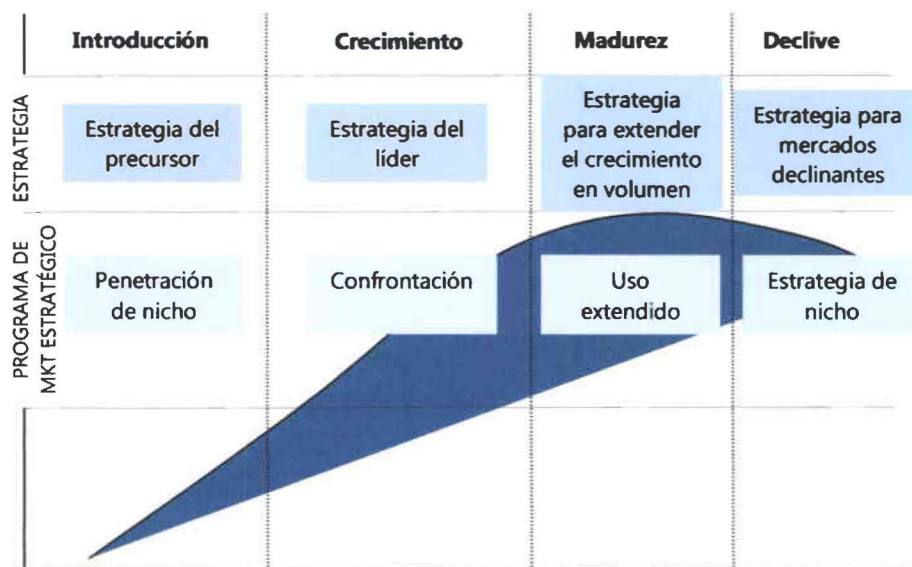 Introducción
Crecimiento
Madurez
Declive
ESTRATEGIA
Estrategia del
precursor
Estrategia del
líder
Estrategia
para extender
el crecimiento
en volumen
Estrategia para
mercados
declinantes
PROGRAMA DE
MKT ESTRATÉGICO
Penetración
de nicho
Confrontación
Uso
extendido
Estrategia de
nicho